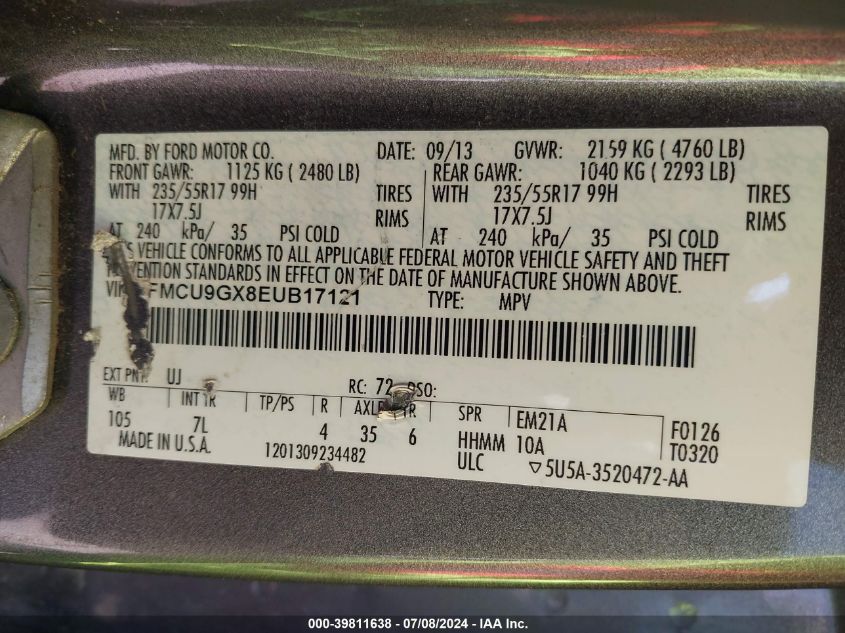 MFD. BY FORD MOTOR CO. DATE: 09/13 GVWR: 2159 KG ( 4760 LB)
FRONT GAWR: 1125 KG ( 2480 LB) REAR GAWR: 1040 KG ( 2293 LB)
WITH 235/55R17 99H TIRES WITH 235/55R17 99H TIRES
17X7.5J RIMS 17X7.5J RIMS
AT 240 kPa/ 35 PSI COLD AT 240 kPa/ 35 PSI COLD
VEHICLE CONFORMS TO ALL APPLICABLE FEDERAL MOTOR VEHICLE SAFETY AND THEFT
STANDARDS IN EFFECT ON THE DATE OF MANUFACTURE SHOWN ABOVE.
FMCU9GX8EUB17121 TYPE: MPV
EXT PNT: UJ RC: 72 DSO:
WB INT TR TP/PS R AXLE TR SPR EM21A F0126
105 7L 4 35 6 HHMM 10A T0320
MADE IN U.S.A. 1201309234482 ULC ▽5U5A-3520472-AA
000-39811638 - 07/08/2024 - IAA Inc.